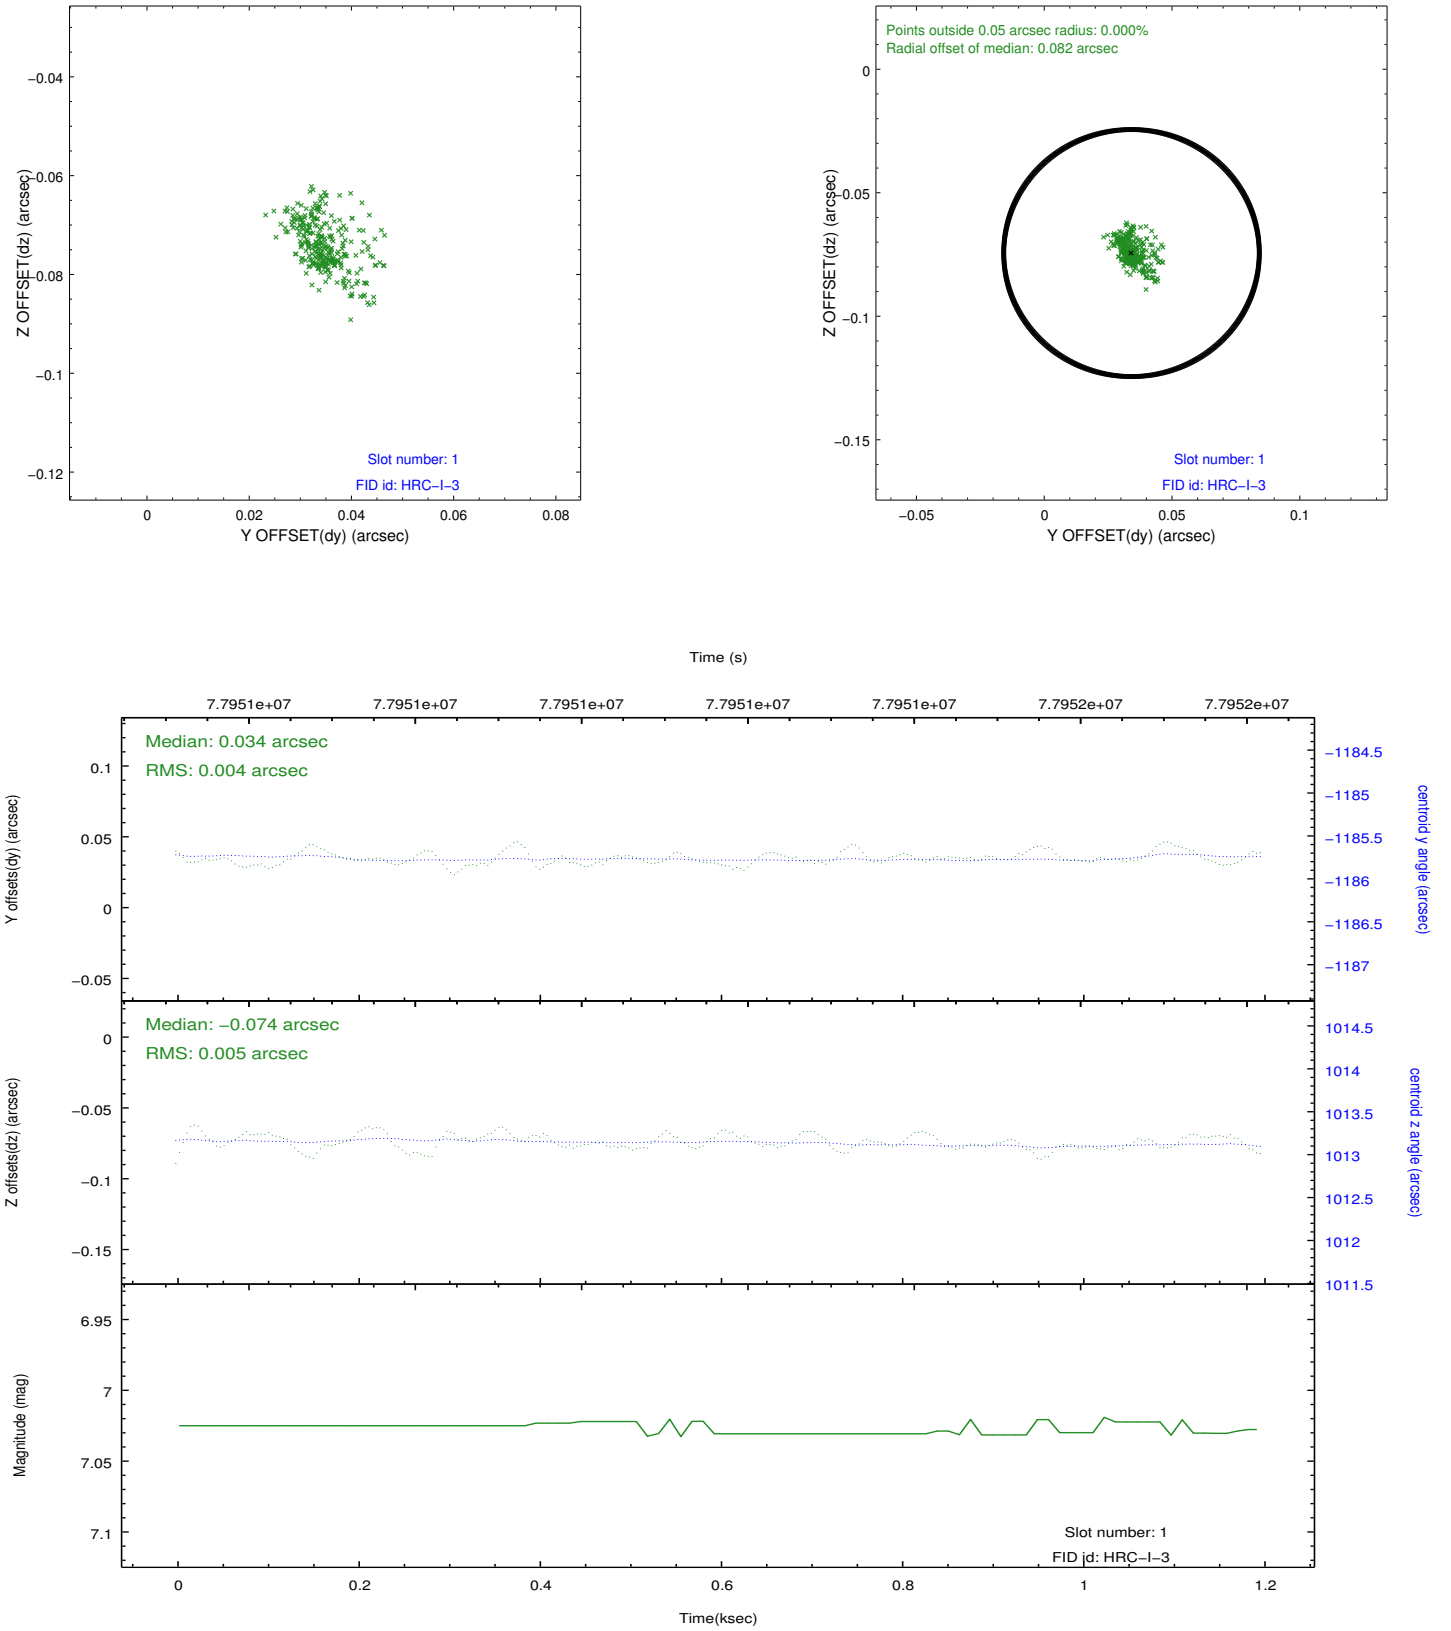 −0.04
−0.06
−0.08
−0.1
−0.12
Z OFFSET(dz) (arcsec)
Slot number: 1
FID id: HRC−I−3
0
0.02
0.04
0.06
0.08
Y OFFSET(dy) (arcsec)
Points outside 0.05 arcsec radius: 0.000%
Radial offset of median: 0.082 arcsec
0
−0.05
−0.1
−0.15
Z OFFSET(dz) (arcsec)
Slot number: 1
FID id: HRC−I−3
−0.05
0
0.05
0.1
Y OFFSET(dy) (arcsec)
Time (s)
7.7951e+07
7.7951e+07
7.7951e+07
7.7951e+07
7.7951e+07
7.7952e+07
7.7952e+07
Median: 0.034 arcsec
RMS: 0.004 arcsec
0.1
0.05
0
−0.05
Y offsets(dy) (arcsec)
−1184.5
−1185
−1185.5
−1186
−1186.5
−1187
centroid y angle (arcsec)
Median: −0.074 arcsec
RMS: 0.005 arcsec
0
−0.05
−0.1
−0.15
Z offsets(dz) (arcsec)
1014.5
1014
1013.5
1013
1012.5
1012
1011.5
centroid z angle (arcsec)
6.95
7
7.05
7.1
Magnitude (mag)
Slot number: 1
FID id: HRC−I−3
0
0.2
0.4
0.6
0.8
1
1.2
Time(ksec)